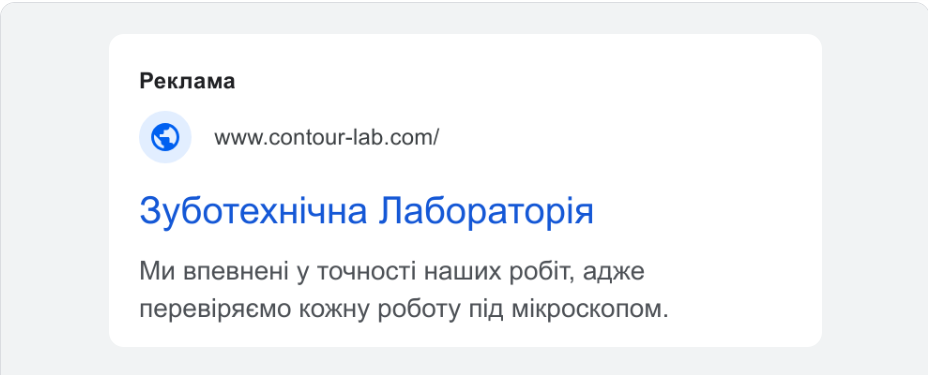 Реклама
www.contour-lab.com/
Зуботехнічна Лабораторія
Ми впевнені у точності наших робіт, адже
перевіряємо кожну роботу під мікроскопом.